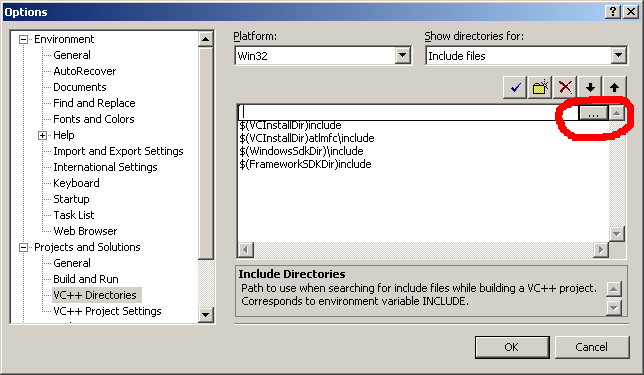 Options
Environment
General
AutoRecover
Documents
Find and Replace
Fonts and Colors
Help
Import and Export Settings
International Settings
Keyboard
Startup
Task List
Web Browser
Projects and Solutions
General
Build and Run
VC++ Directories
VC++ Project Settings
Platform:
Win32
Show directories for:
Include files
...
$(VCInstallDir)include
$(VCInstallDir)atlmfc\include
$(WindowsSdkDir)\include
$(FrameworkSDKDir)include
Include Directories
Path to use when searching for include files while building a VC++ project.
Corresponds to environment variable INCLUDE.
OK
Cancel